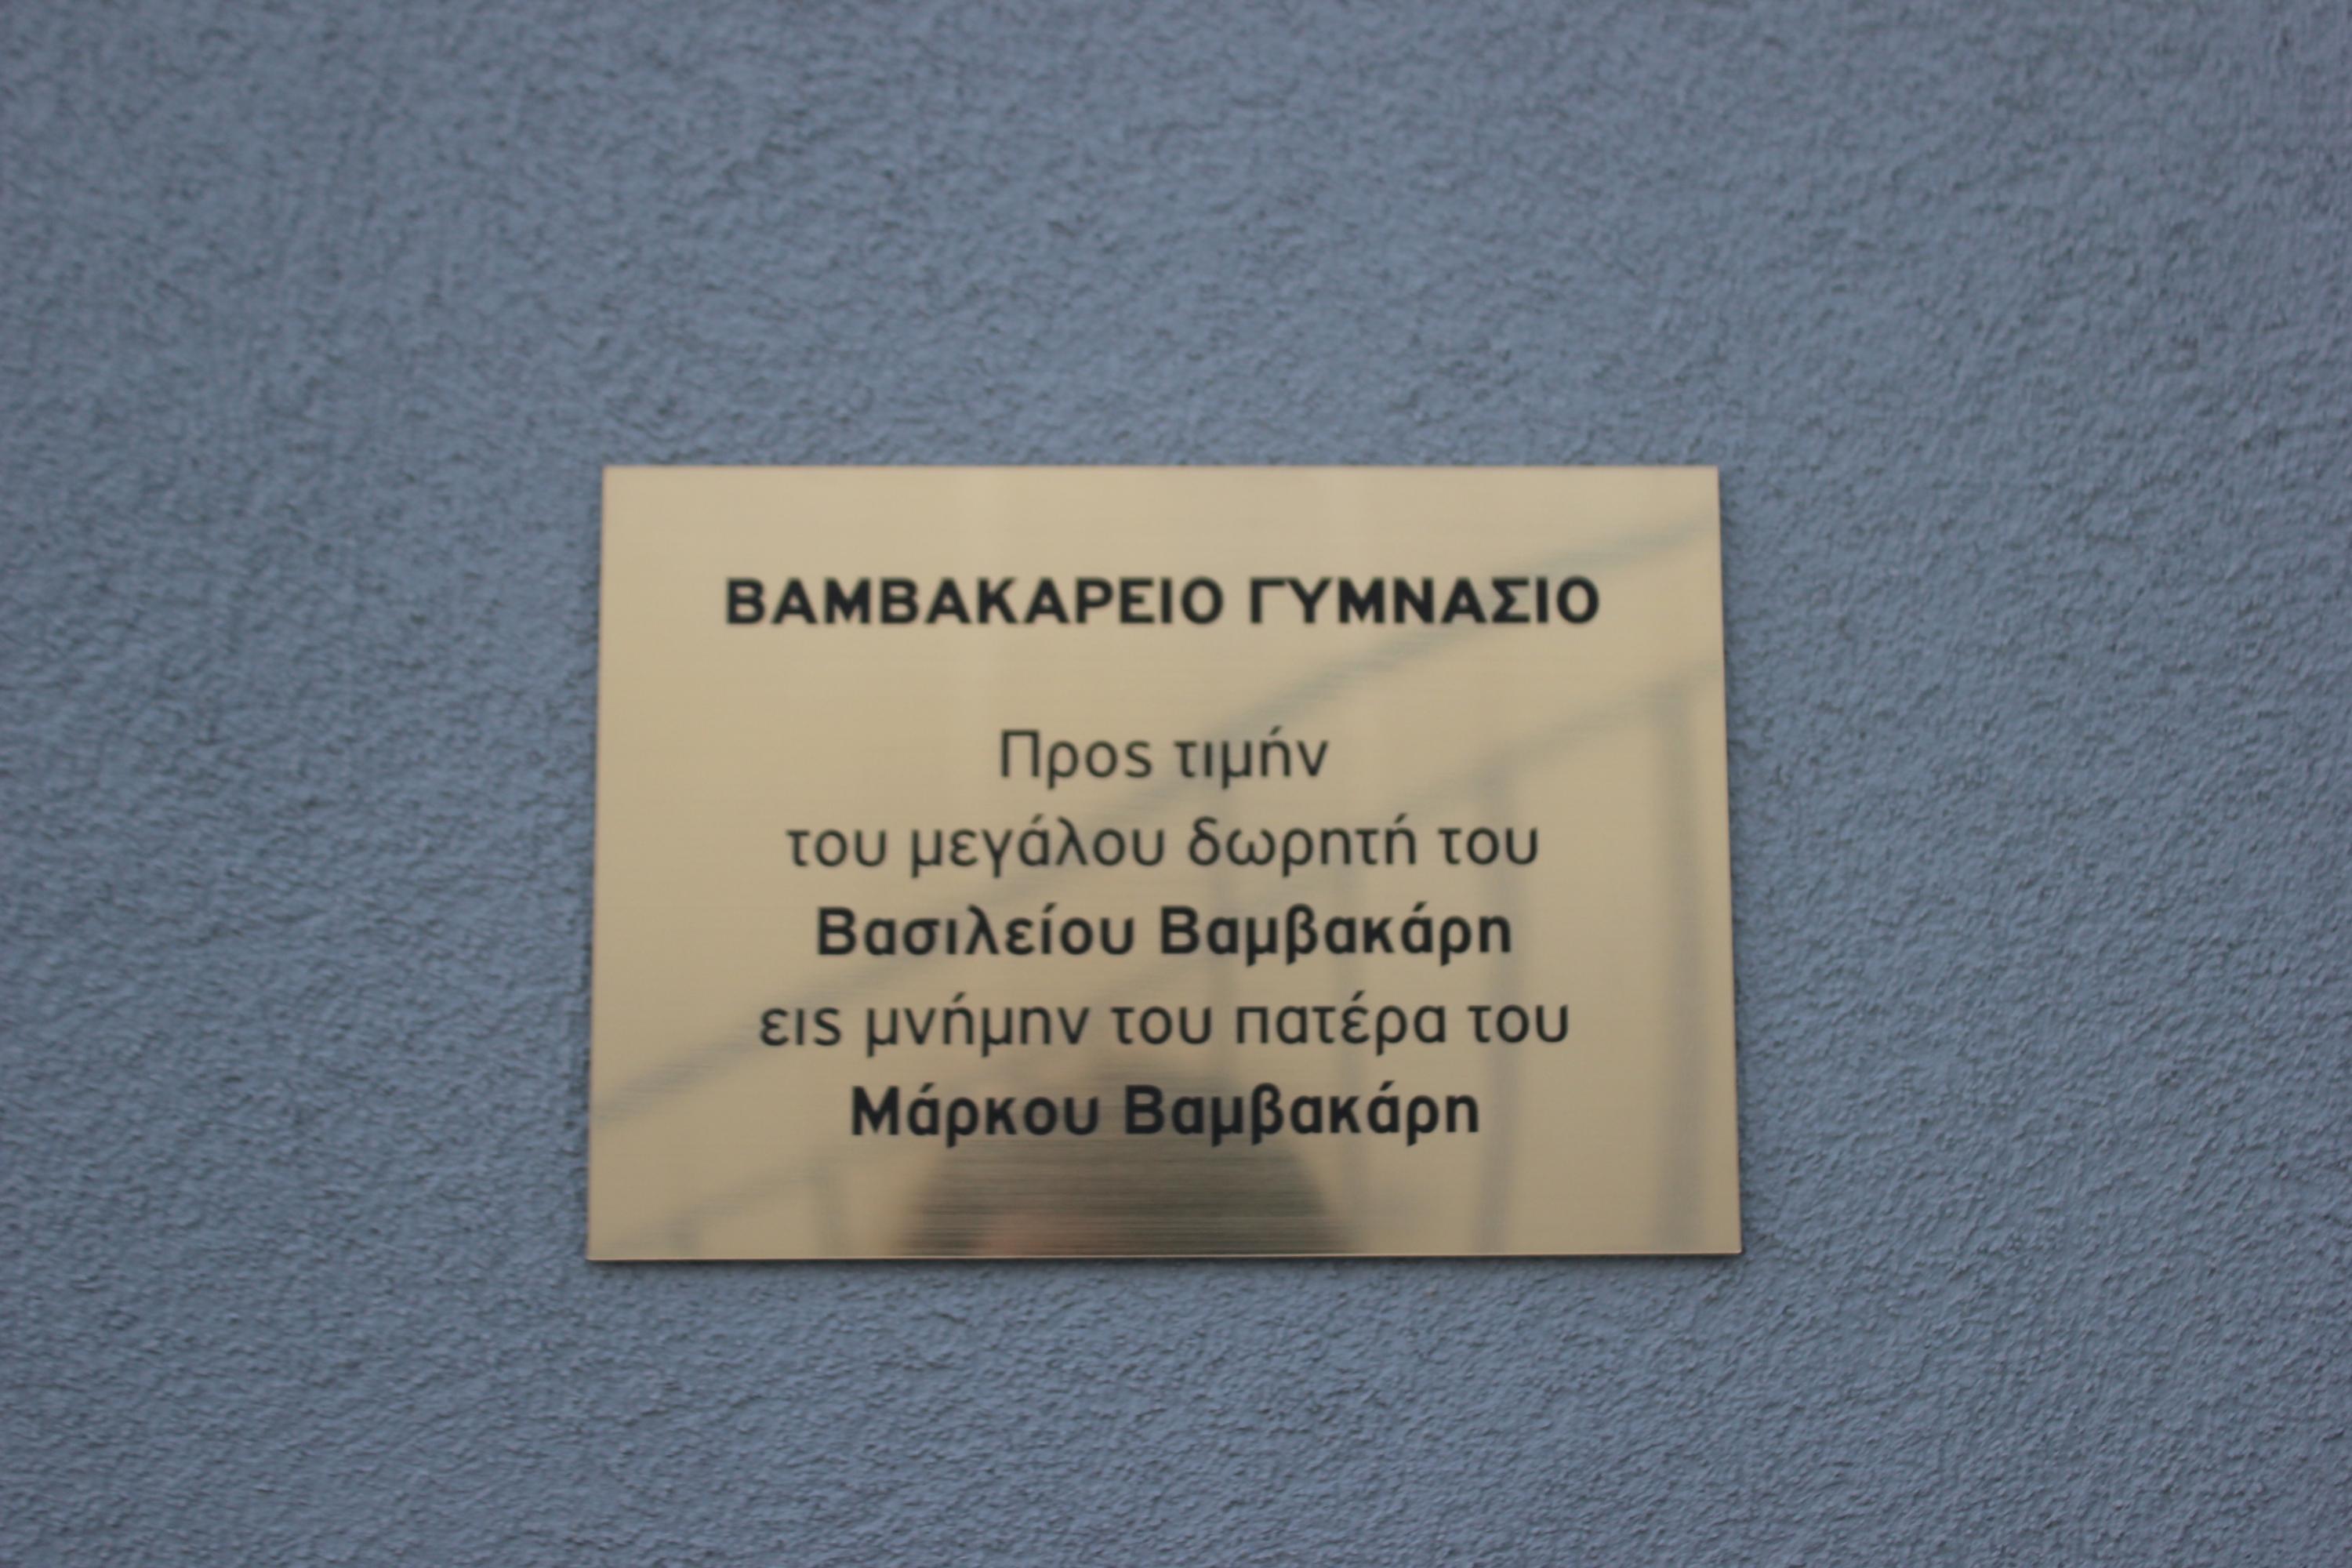 ΒΑΜΒΑΚΑΡΕΙΟ ΓΥΜΝΑΣΙΟ
Προς τιμήν
του μεγάλου δωρητή του
Βασιλείου Βαμβακάρη
εις μνήμην του πατέρα του
Μάρκου Βαμβακάρη